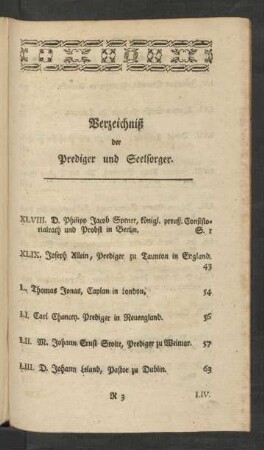 Verzeichniß
der
Prediger und Seelsorger.
XLVIII. D. Philipp Jacob Spener, königl. preuß. Consisto-
rialrath und Probst in Berlin. S. 1
XLIX. Joseph Allein, Prediger zu Taunton in England.
43
L. Thomas Jonas, Caplan in London, 54
LI. Carl Chancey, Prediger in Neuengland. 56
LII. M. Johann Ernst Stolte, Prediger zu Weimar. 57
LIII. D. Johann Leland, Pastor zu Dublin. 63
R 3 LIV.